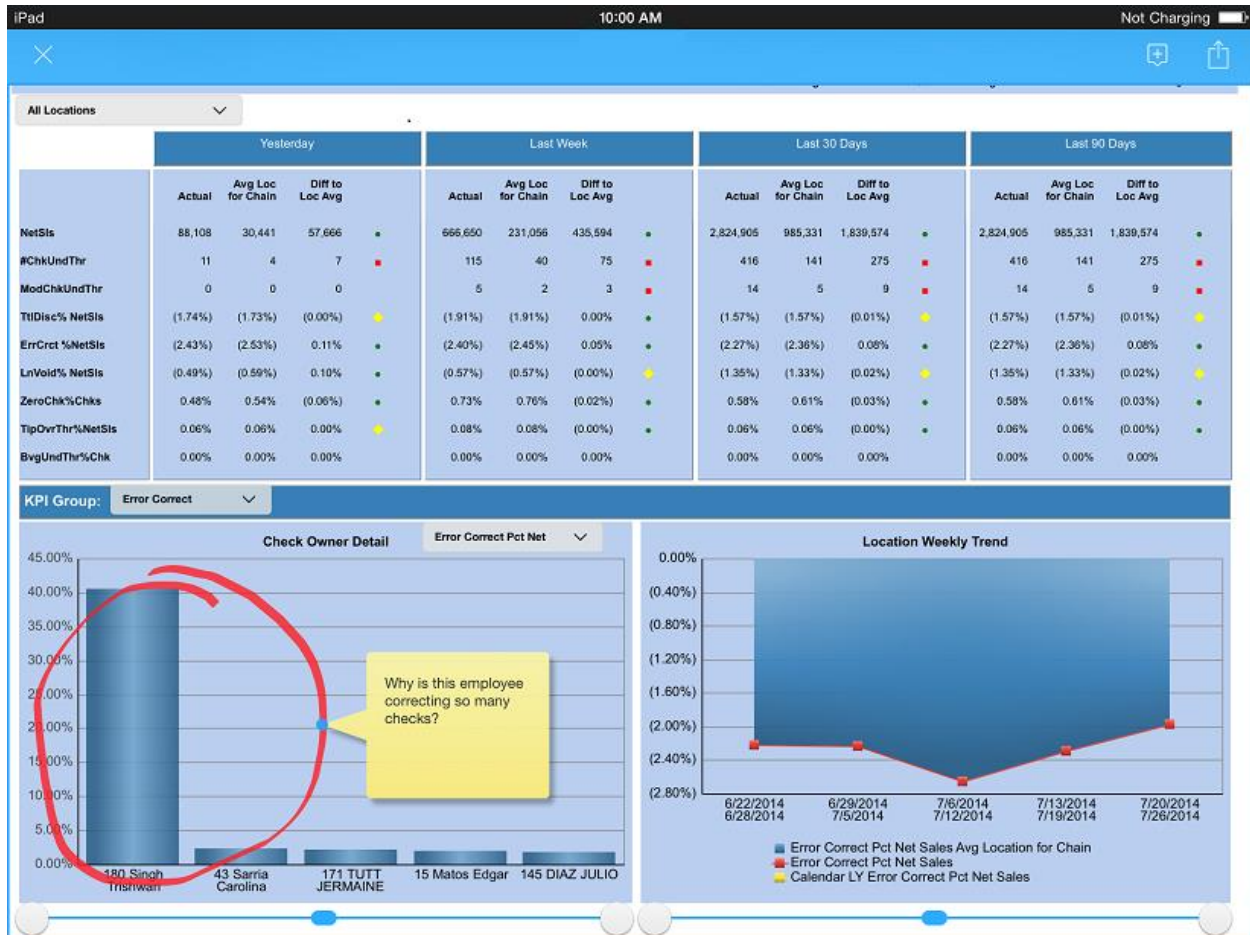 iPad 10:00 AM Not Charging
All Locations
Yesterday Last Week Last 30 Days Last 90 Days
Actual Avg Loc for Chain Diff to Loc Avg Actual Avg Loc for Chain Diff to Loc Avg Actual Avg Loc for Chain Diff to Loc Avg Actual Avg Loc for Chain Diff to Loc Avg
NetSls 88,108 30,441 57,666 666,650 231,056 435,594 2,824,905 985,331 1,839,574 2,824,905 985,331 1,839,574
#ChkUndThr 11 4 7 115 40 75 416 141 275 416 141 275
ModChkUndThr 0 0 0 5 2 3 14 5 9 14 5 9
TtlDisc% NetSls (1.74%) (1.73%) (0.00%) (1.91%) (1.91%) 0.00% (1.57%) (1.57%) (0.01%) (1.57%) (1.57%) (0.01%)
ErrCrct %NetSls (2.43%) (2.53%) 0.11% (2.40%) (2.45%) 0.05% (2.27%) (2.36%) 0.08% (2.27%) (2.36%) 0.08%
LnVoid% NetSls (0.49%) (0.59%) 0.10% (0.57%) (0.57%) (0.00%) (1.35%) (1.33%) (0.02%) (1.35%) (1.33%) (0.02%)
ZeroChk%Chks 0.48% 0.54% (0.06%) 0.73% 0.76% (0.02%) 0.58% 0.61% (0.03%) 0.58% 0.61% (0.03%)
TipOvrThr%NetSls 0.06% 0.06% 0.00% 0.08% 0.08% (0.00%) 0.06% 0.06% (0.00%) 0.06% 0.06% (0.00%)
BvgUndThr%Chk 0.00% 0.00% 0.00% 0.00% 0.00% 0.00% 0.00% 0.00% 0.00% 0.00% 0.00% 0.00%
KPI Group: Error Correct
Check Owner Detail Error Correct Pct Net
45.00%
40.00%
35.00%
30.00%
25.00%
20.00%
15.00%
10.00%
5.00%
0.00%
180 Singh Trishwan
43 Sarria Carolina
171 TUTT JERMAINE
15 Matos Edgar
145 DIAZ JULIO
Why is this employee
correcting so many
checks?
Location Weekly Trend
0.00%
(0.40%)
(0.80%)
(1.20%)
(1.60%)
(2.00%)
(2.40%)
(2.80%)
6/22/2014 6/29/2014 7/6/2014 7/13/2014 7/20/2014
6/28/2014 7/5/2014 7/12/2014 7/19/2014 7/26/2014
Error Correct Pct Net Sales Avg Location for Chain
Error Correct Pct Net Sales
Calendar LY Error Correct Pct Net Sales